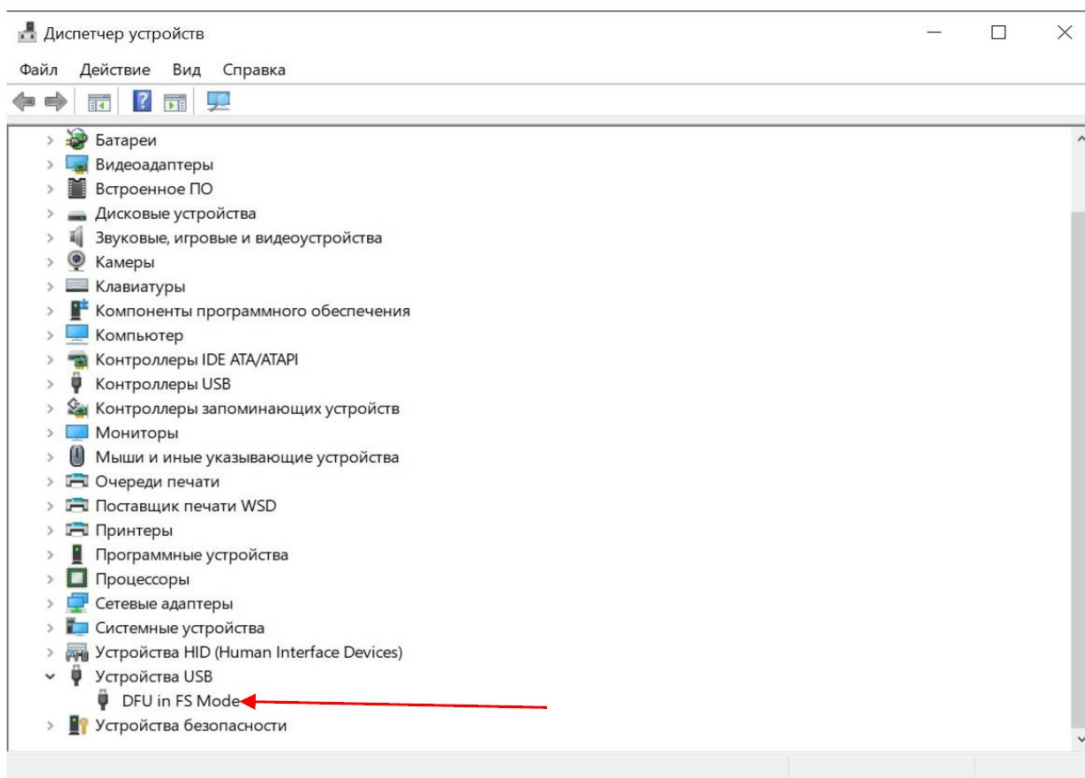 Диспетчер устройств
Файл Действие Вид Справка
Батареи
Видеоадаптеры
Встроенное ПО
Дисковые устройства
Звуковые, игровые и видеоустройства
Камеры
Клавиатуры
Компоненты программного обеспечения
Компьютер
Контроллеры IDE ATA/ATAPI
Контроллеры USB
Контроллеры запоминающих устройств
Мониторы
Мыши и иные указывающие устройства
Очереди печати
Поставщик печати WSD
Принтеры
Программные устройства
Процессоры
Сетевые адаптеры
Системные устройства
Устройства HID (Human Interface Devices)
Устройства USB
DFU in FS Mode
Устройства безопасности